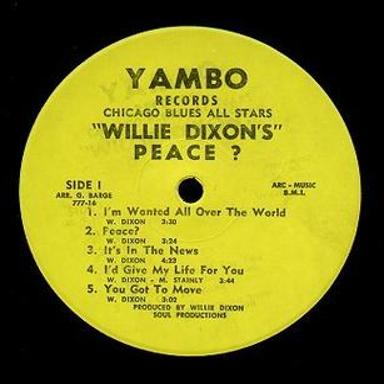 YAMBO
RECORDS
CHICAGO BLUES ALL STARS
"WILLIE DIXON'S"
PEACE ?
SIDE I
ARR. G. BARGE
777-16
ARC - MUSIC
B.M.I.
1. I'm Wanted All Over The World
W. DIXON 3:30
2. Peace?
W. DIXON 3:24
3. It's In The News
W. DIXON 4:23
4. I'd Give My Life For You
W. DIXON - M. STAINLY 3:44
5. You Got To Move
W. DIXON 3:02
PRODUCED BY WILLIE DIXON
SOUL PRODUCTIONS